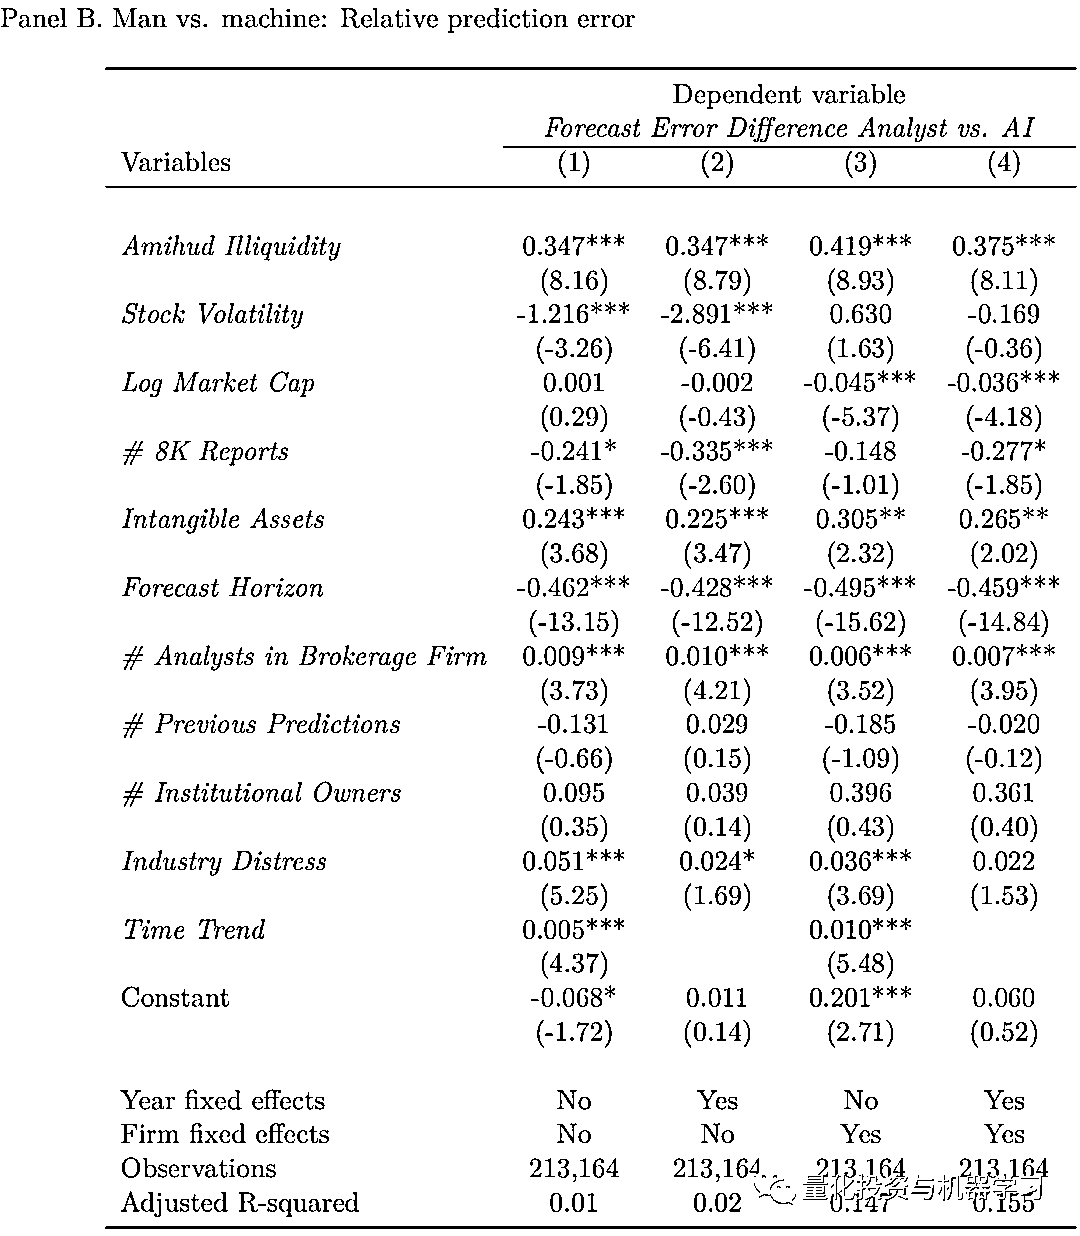 Panel B. Man vs. machine: Relative prediction error
Dependent variable
Forecast Error Difference Analyst vs. AI
Variables (1) (2) (3) (4)
Amihud Illiquidity 0.347*** 0.347*** 0.419*** 0.375***
(8.16) (8.79) (8.93) (8.11)
Stock Volatility -1.216*** -2.891*** 0.630 -0.169
(-3.26) (-6.41) (1.63) (-0.36)
Log Market Cap 0.001 -0.002 -0.045*** -0.036***
(0.29) (-0.43) (-5.37) (-4.18)
# 8K Reports -0.241* -0.335*** -0.148 -0.277*
(-1.85) (-2.60) (-1.01) (-1.85)
Intangible Assets 0.243*** 0.225*** 0.305** 0.265**
(3.68) (3.47) (2.32) (2.02)
Forecast Horizon -0.462*** -0.428*** -0.495*** -0.459***
(-13.15) (-12.52) (-15.62) (-14.84)
# Analysts in Brokerage Firm 0.009*** 0.010*** 0.006*** 0.007***
(3.73) (4.21) (3.52) (3.95)
# Previous Predictions -0.131 0.029 -0.185 -0.020
(-0.66) (0.15) (-1.09) (-0.12)
# Institutional Owners 0.095 0.039 0.396 0.361
(0.35) (0.14) (0.43) (0.40)
Industry Distress 0.051*** 0.024* 0.036*** 0.022
(5.25) (1.69) (3.69) (1.53)
Time Trend 0.005*** 0.010***
(4.37) (5.48)
Constant -0.068* 0.011 0.201*** 0.060
(-1.72) (0.14) (2.71) (0.52)
Year fixed effects No Yes No Yes
Firm fixed effects No No Yes Yes
Observations 213,164 213,164 213,164 213,164
量化投资与机器学习
Adjusted R-squared 0.01 0.02 0.147 0.155